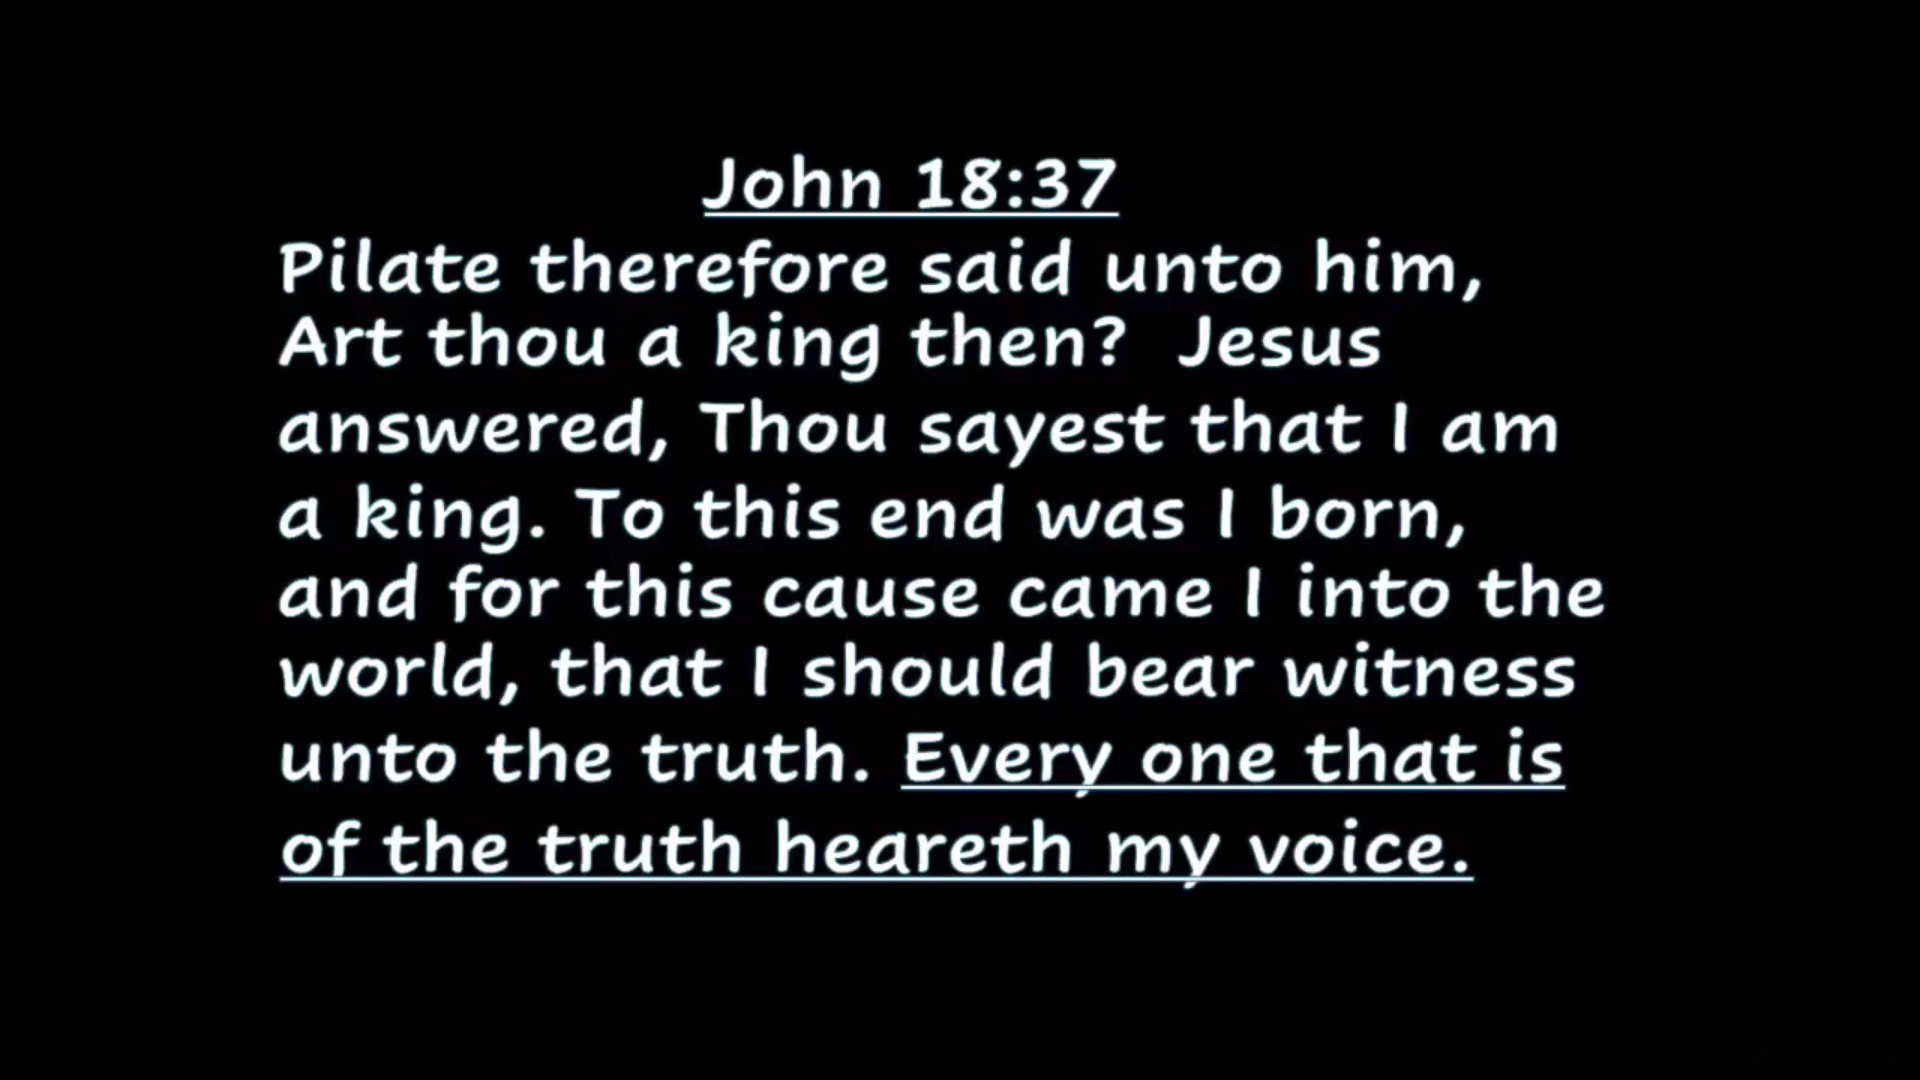 John 18:37
Pilate therefore said unto him,
Art thou a king then?  Jesus
answered, Thou sayest that I am
a king. To this end was I born,
and for this cause came I into the
world, that I should bear witness
unto the truth. Every one that is
of the truth heareth my voice.